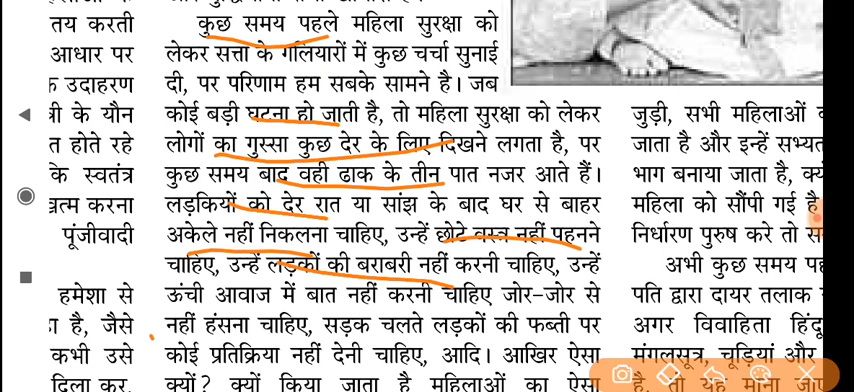 तय करती
आधार पर
उदाहरण
त्री के यौन
त होते रहे
कि स्वतंत्र
करना
पूंजीवादी
हमेशा से
है, जैसे
कभी उसे
दिला कर,
कुछ समय पहले महिला सुरक्षा को
लेकर सत्ता के गलियारों में कुछ चर्चा सुनाई
दी, पर परिणाम हम सबके सामने है। जब
कोई बड़ी घटना हो जाती है, तो महिला सुरक्षा को लेकर
लोगों का गुस्सा कुछ देर के लिए दिखने लगता है, पर
कुछ समय बाद वही ढाक के तीन पात नजर आते हैं।
लड़कियों को देर रात या सांझ के बाद घर से बाहर
अकेले नहीं निकलना चाहिए, उन्हें छोटे वस्त्र नहीं पहनने
चाहिए, उन्हें लड़कों की बराबरी नहीं करनी चाहिए, उन्हें
ऊंची आवाज में बात नहीं करनी चाहिए जोर-जोर से
नहीं हंसना चाहिए, सड़क चलते लड़कों की फब्ती पर
कोई प्रतिक्रिया नहीं देनी चाहिए, आदि। आखिर ऐसा
क्यों? क्यों किया जाता है महिलाओं का ऐसा
जुड़ी, सभी महिलाओं
जाता है और इन्हें सभ्यत
भाग बनाया जाता है, क्य
महिला को सौंपी गई है
निर्धारण पुरुष करे तो स
अभी कुछ समय पह
पति द्वारा दायर तलाक
अगर विवाहिता हिंदू
मंगलसूत्र, चूड़ियां और
है, तो यह माना जाए